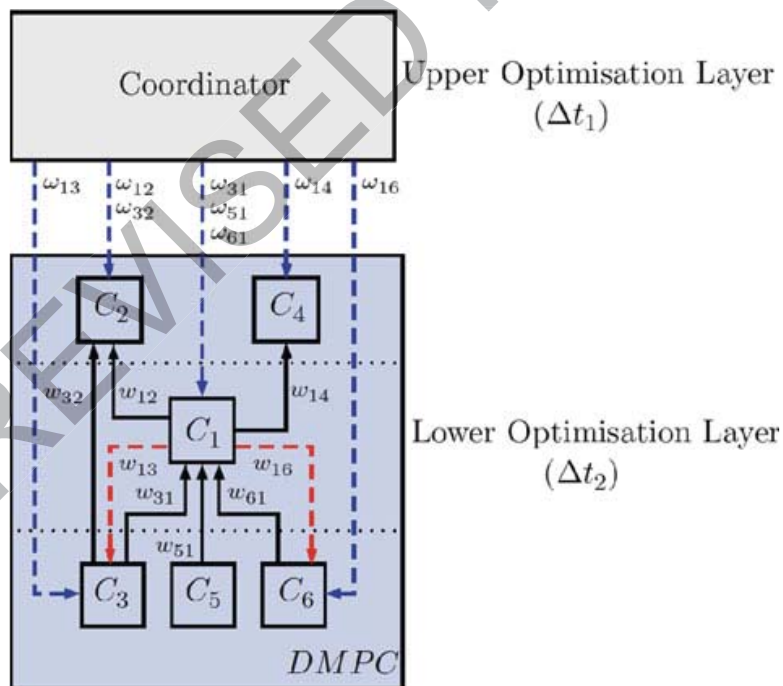 Coordinator
Upper Optimisation Layer
(Δt₁)
ω₁₃
ω₁₂
ω₃₂
ω₃₁
ω₅₁
ω₆₁
ω₁₄
ω₁₆
C₂
C₄
w₃₂
w₁₂
w₁₄
C₁
Lower Optimisation Layer
(Δt₂)
w₁₃
w₁₆
w₃₁
w₆₁
w₅₁
C₃
C₅
C₆
DMPC
REVISED